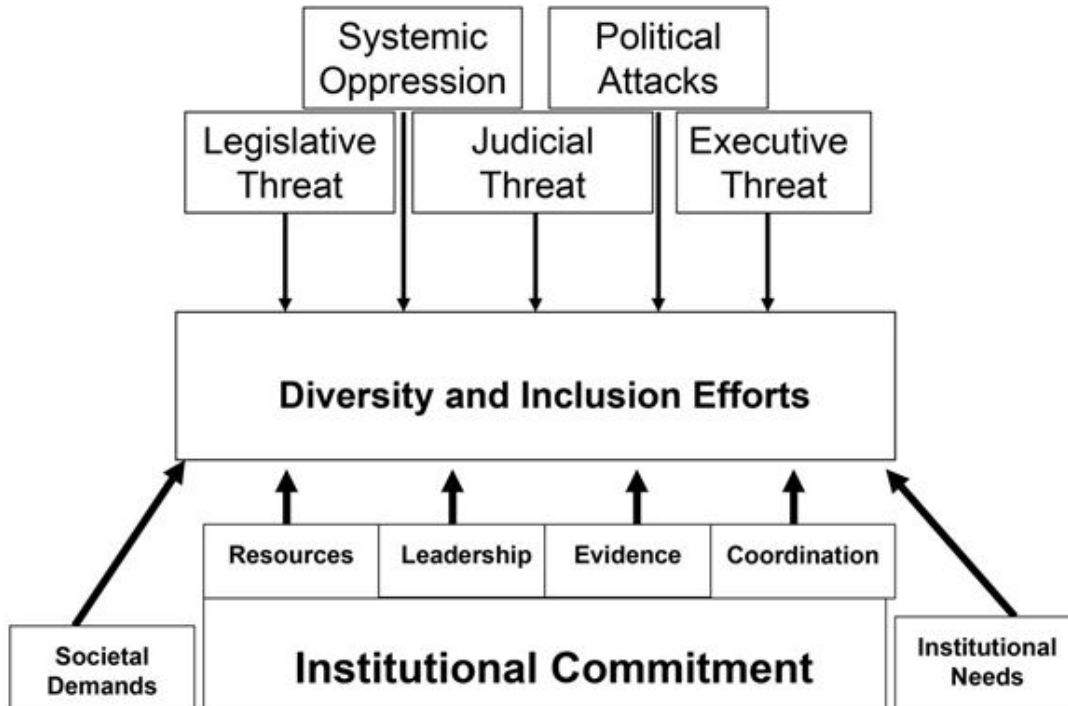 Systemic
Oppression
Political
Attacks
Legislative
Threat
Judicial
Threat
Executive
Threat
Diversity and Inclusion Efforts
Resources
Leadership
Evidence
Coordination
Societal
Demands
Institutional Commitment
Institutional
Needs